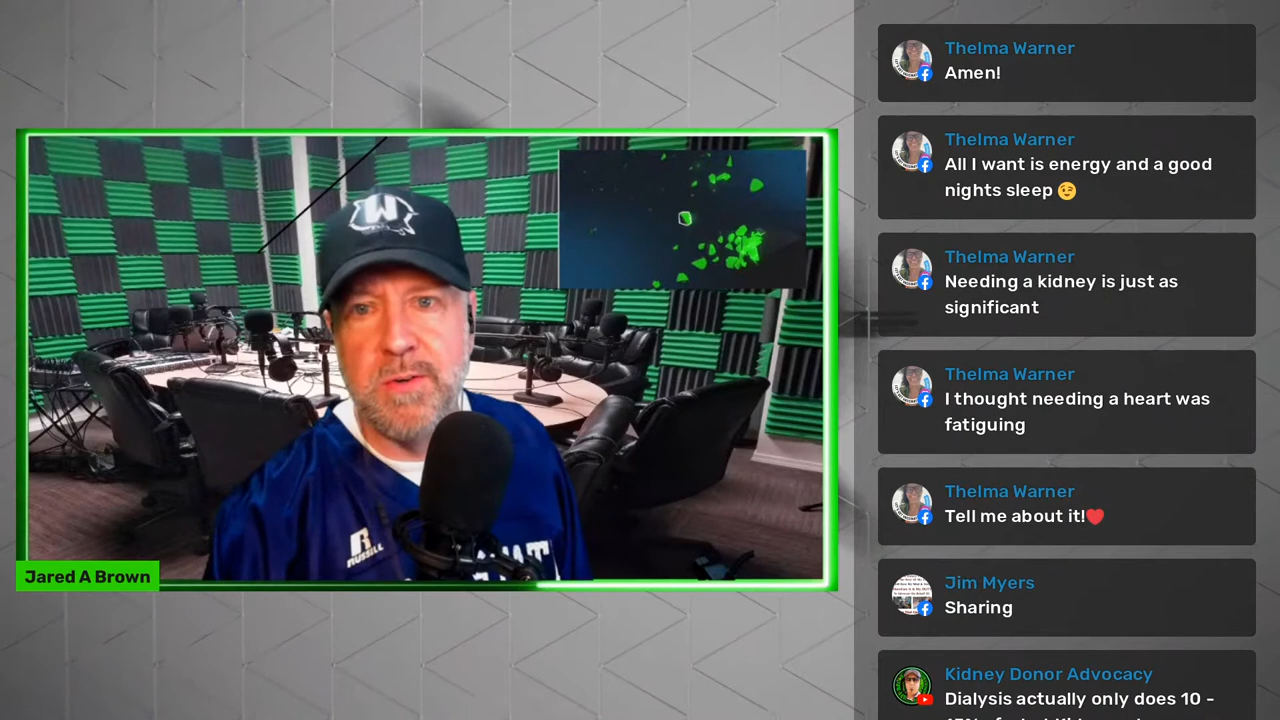 Thelma Warner
Amen!
Thelma Warner
All I want is energy and a good
nights sleep 😉
Thelma Warner
Needing a kidney is just as
significant
Thelma Warner
I thought needing a heart was
fatiguing
Thelma Warner
Tell me about it!❤️
Jim Myers
Sharing
Kidney Donor Advocacy
Dialysis actually only does 10 -
W
R
RUSSELL
Jared A Brown